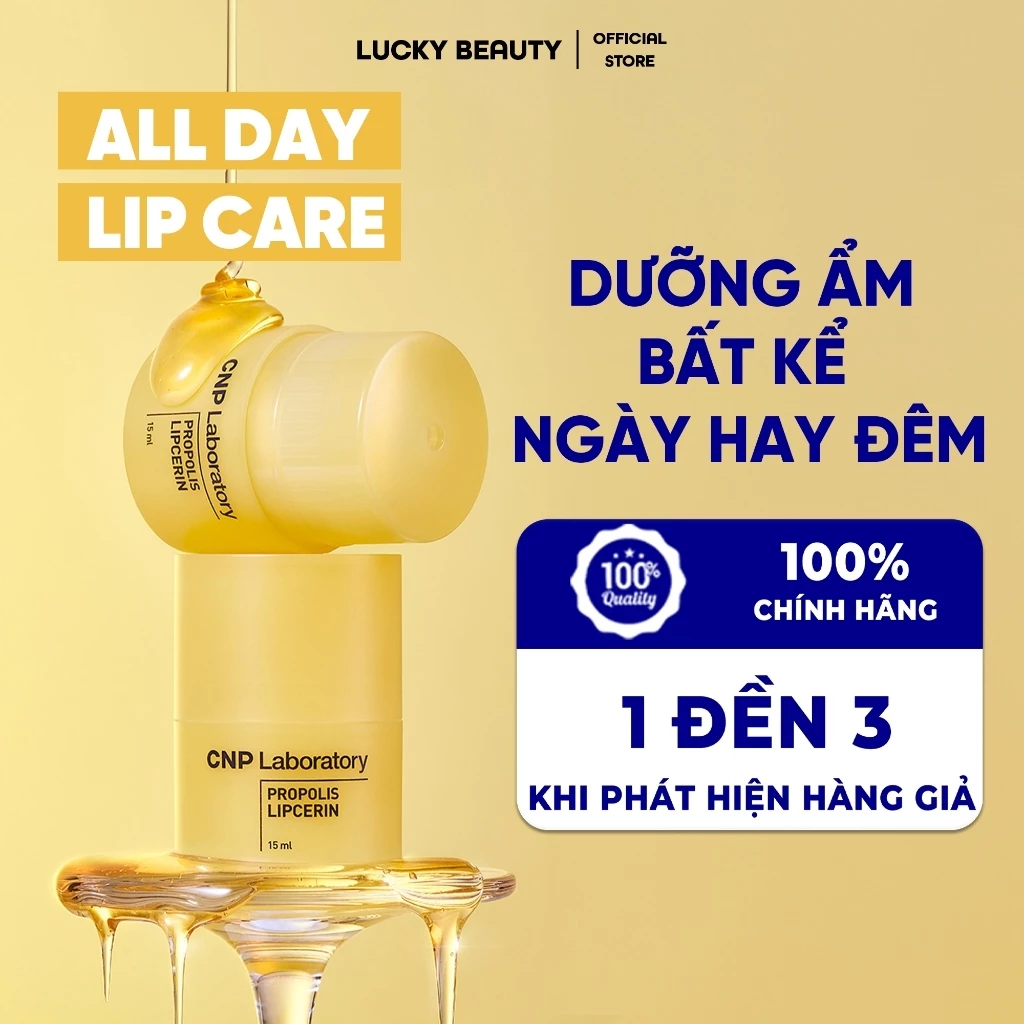 LUCKY BEAUTY
OFFICIAL
STORE
ALL DAY
LIP CARE
DƯỠNG ẨM
BẤT KỂ
NGÀY HAY ĐÊM
CNP Laboratory
PROPOLIS
LIPCERIN
15 ml
100%
Quality
100%
CHÍNH HÃNG
1 ĐỀN 3
KHI PHÁT HIỆN HÀNG GIẢ
CNP Laboratory
PROPOLIS
LIPCERIN
15 ml